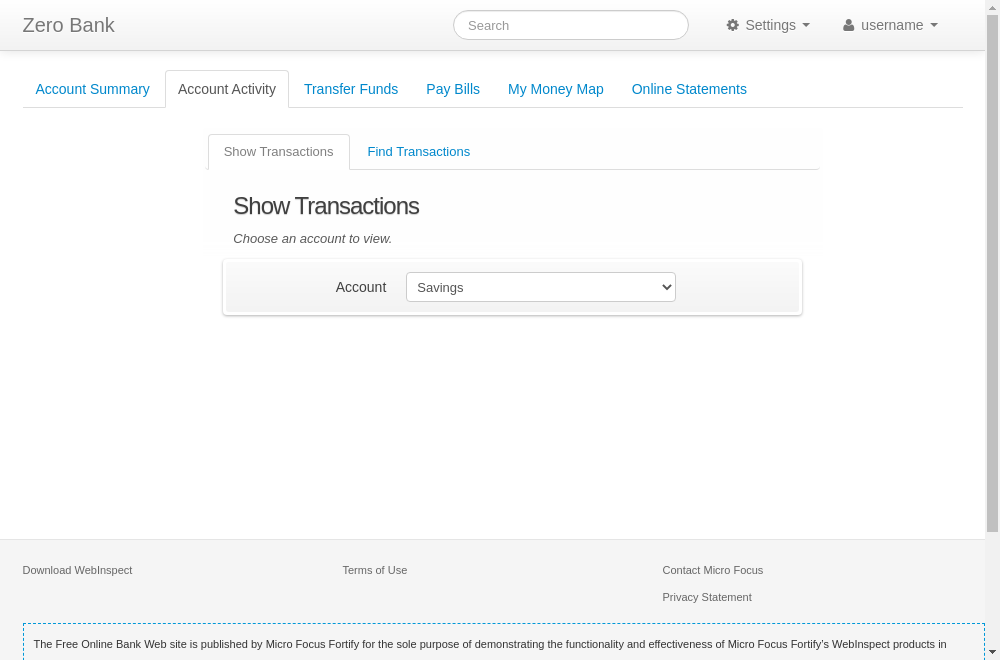 Zero Bank
Search
Settings
username
Account Summary
Account Activity
Transfer Funds
Pay Bills
My Money Map
Online Statements
Show Transactions
Find Transactions
Show Transactions
Choose an account to view.
Account
Savings
Download WebInspect
Terms of Use
Contact Micro Focus
Privacy Statement
The Free Online Bank Web site is published by Micro Focus Fortify for the sole purpose of demonstrating the functionality and effectiveness of Micro Focus Fortify's WebInspect products in